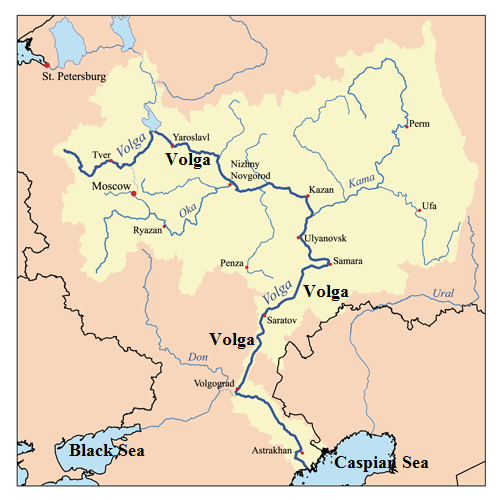 St. Petersburg
Perm
Volga
Yaroslavl
Tver
Volga
Nizhny
Novgorod
Moscow
Kama
Kazan
Oka
Ufa
Ryazan
Ulyanovsk
Penza
Samara
Volga
Volga
Ural
Saratov
Volga
Don
Volgograd
Black Sea
Astrakhan
Caspian Sea